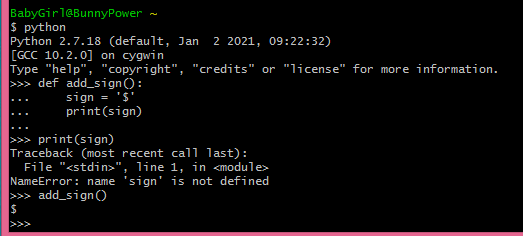 BabyGirl@BunnyPower ~
$ python
Python 2.7.18 (default, Jan  2 2021, 09:22:32)
[GCC 10.2.0] on cygwin
Type "help", "copyright", "credits" or "license" for more information.
>>> def add_sign():
...     sign = '$'
...     print(sign)
...
>>> print(sign)
Traceback (most recent call last):
  File "<stdin>", line 1, in <module>
NameError: name 'sign' is not defined
>>> add_sign()
$
>>>